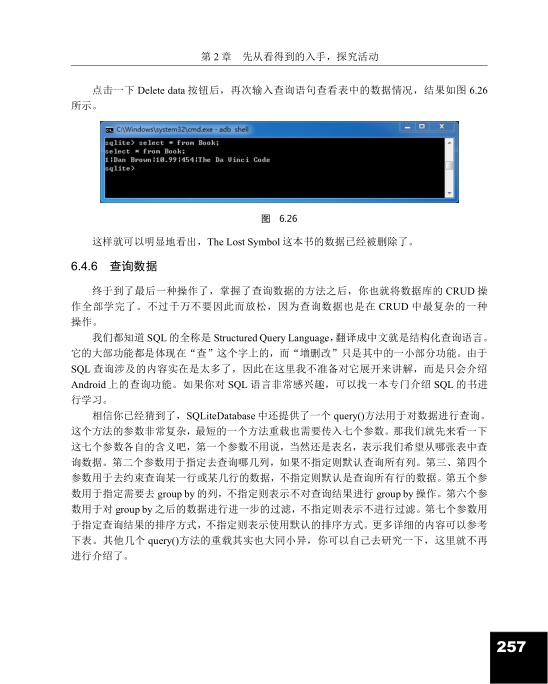 第 2 章 先从看得到的入手，探究活动
点击一下 Delete data 按钮后，再次输入查询语句查看表中的数据情况，结果如图 6.26
所示。
C:\Windows\system32\cmd.exe - adb shell
sqlite> select * from Book;
select * from Book;
1|Dan Brown|10.99|454|The Da Vinci Code
sqlite>
图 6.26
这样就可以明显地看出，The Lost Symbol 这本书的数据已经被删除了。
6.4.6 查询数据
终于到了最后一种操作了，掌握了查询数据的方法之后，你也就将数据库的 CRUD 操
作全部学完了。不过千万不要因此而放松，因为查询数据也是在 CRUD 中最复杂的一种
操作。
我们都知道 SQL 的全称是 Structured Query Language，翻译成中文就是结构化查询语言。
它的大部功能都是体现在“查”这个字上的，而“增删改”只是其中的一小部分功能。由于
SQL 查询涉及的内容实在是太多了，因此在这里我不准备对它展开来讲解，而是只会介绍
Android 上的查询功能。如果你对 SQL 语言非常感兴趣，可以找一本专门介绍 SQL 的书进
行学习。
相信你已经猜到了，SQLiteDatabase 中还提供了一个 query()方法用于对数据进行查询。
这个方法的参数非常复杂，最短的一个方法重载也需要传入七个参数。那我们就先来看一下
这七个参数各自的含义吧，第一个参数不用说，当然还是表名，表示我们希望从哪张表中查
询数据。第二个参数用于指定去查询哪几列，如果不指定则默认查询所有列。第三、第四个
参数用于去约束查询某一行或某几行的数据，不指定则默认是查询所有行的数据。第五个参
数用于指定需要去 group by 的列，不指定则表示不对查询结果进行 group by 操作。第六个参
数用于对 group by 之后的数据进行进一步的过滤，不指定则表示不进行过滤。第七个参数用
于指定查询结果的排序方式，不指定则表示使用默认的排序方式。更多详细的内容可以参考
下表。其他几个 query()方法的重载其实也大同小异，你可以自己去研究一下，这里就不再
进行介绍了。
257